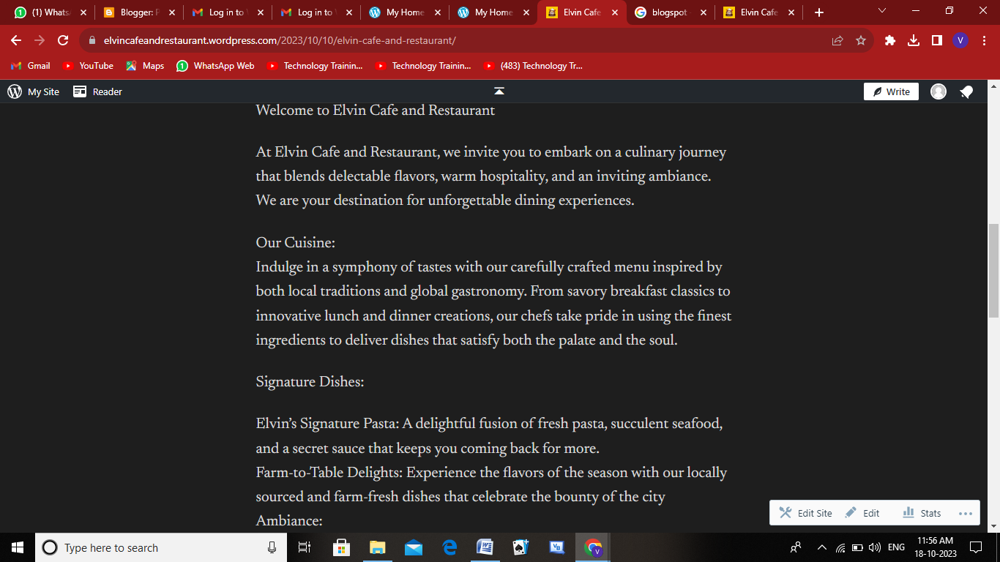 (1) Whats
Blogger: P
Log in to
Log in to
My Home
My Home
Elvin Cafe
blogspot
Elvin Cafe
elvincafeandrestaurant.wordpress.com/2023/10/10/elvin-cafe-and-restaurant/
V
Gmail
YouTube
Maps
WhatsApp Web
Technology Trainin...
Technology Trainin...
(483) Technology Tr...
My Site
Reader
Write
Welcome to Elvin Cafe and Restaurant
At Elvin Cafe and Restaurant, we invite you to embark on a culinary journey
that blends delectable flavors, warm hospitality, and an inviting ambiance.
We are your destination for unforgettable dining experiences.
Our Cuisine:
Indulge in a symphony of tastes with our carefully crafted menu inspired by
both local traditions and global gastronomy. From savory breakfast classics to
innovative lunch and dinner creations, our chefs take pride in using the finest
ingredients to deliver dishes that satisfy both the palate and the soul.
Signature Dishes:
Elvin’s Signature Pasta: A delightful fusion of fresh pasta, succulent seafood,
and a secret sauce that keeps you coming back for more.
Farm-to-Table Delights: Experience the flavors of the season with our locally
sourced and farm-fresh dishes that celebrate the bounty of the city
Ambiance:
Edit Site
Edit
Stats
Type here to search
ENG
11:56 AM
18-10-2023